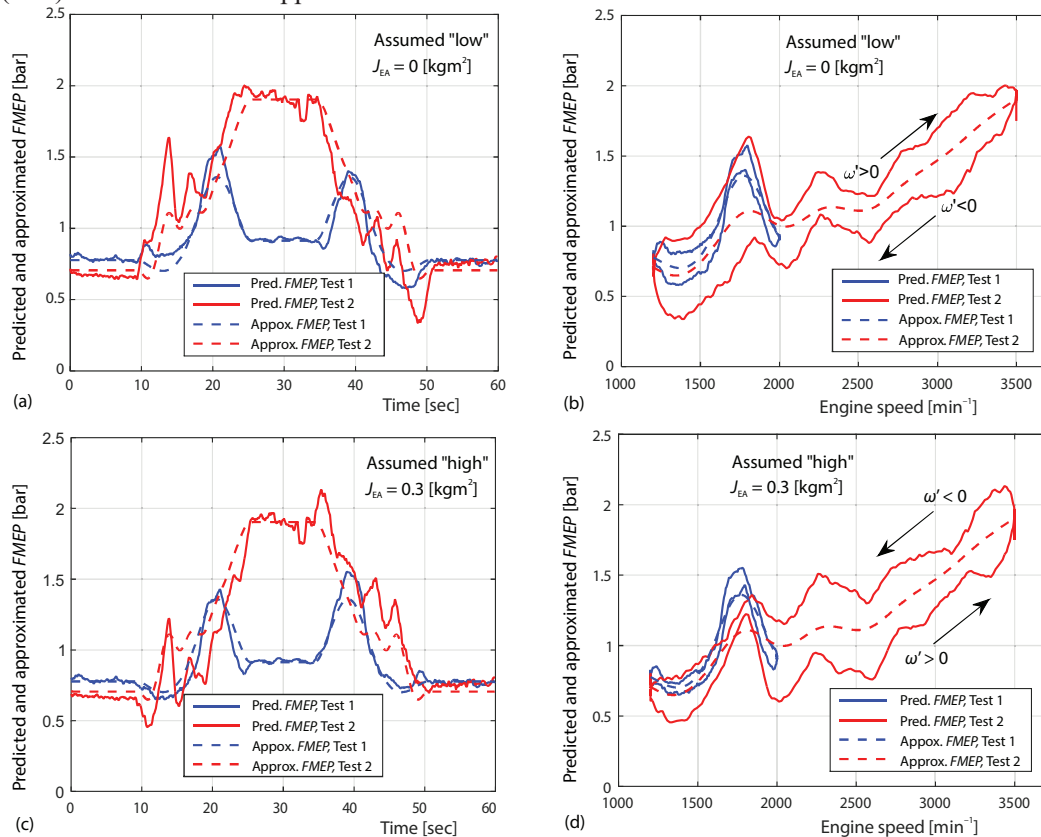 (a)
Predicted and approximated FMEP [bar]
2.5
2
1.5
1
0.5
0
0
10
20
30
40
50
60
Time [sec]
Assumed "low"
J_EA = 0 [kgm²]
Pred. FMEP, Test 1
Pred. FMEP, Test 2
Appox. FMEP, Test 1
Approx. FMEP, Test 2
(b)
Predicted and approximated FMEP [bar]
2.5
2
1.5
1
0.5
0
1000
1500
2000
2500
3000
3500
Engine speed [min⁻¹]
Assumed "low"
J_EA = 0 [kgm²]
ω'>0
ω'<0
Pred. FMEP, Test 1
Pred. FMEP, Test 2
Appox. FMEP, Test 1
Approx. FMEP, Test 2
(c)
Predicted and approximated FMEP [bar]
2.5
2
1.5
1
0.5
0
0
10
20
30
40
50
60
Time [sec]
Assumed "high"
J_EA = 0.3 [kgm²]
Pred. FMEP, Test 1
Pred. FMEP, Test 2
Appox. FMEP, Test 1
Approx. FMEP, Test 2
(d)
Predicted and approximated FMEP [bar]
2.5
2
1.5
1
0.5
0
1000
1500
2000
2500
3000
3500
Engine speed [min⁻¹]
Assumed "high"
J_EA = 0.3 [kgm²]
ω' < 0
ω' > 0
Pred. FMEP, Test 1
Pred. FMEP, Test 2
Appox. FMEP, Test 1
Approx. FMEP, Test 2